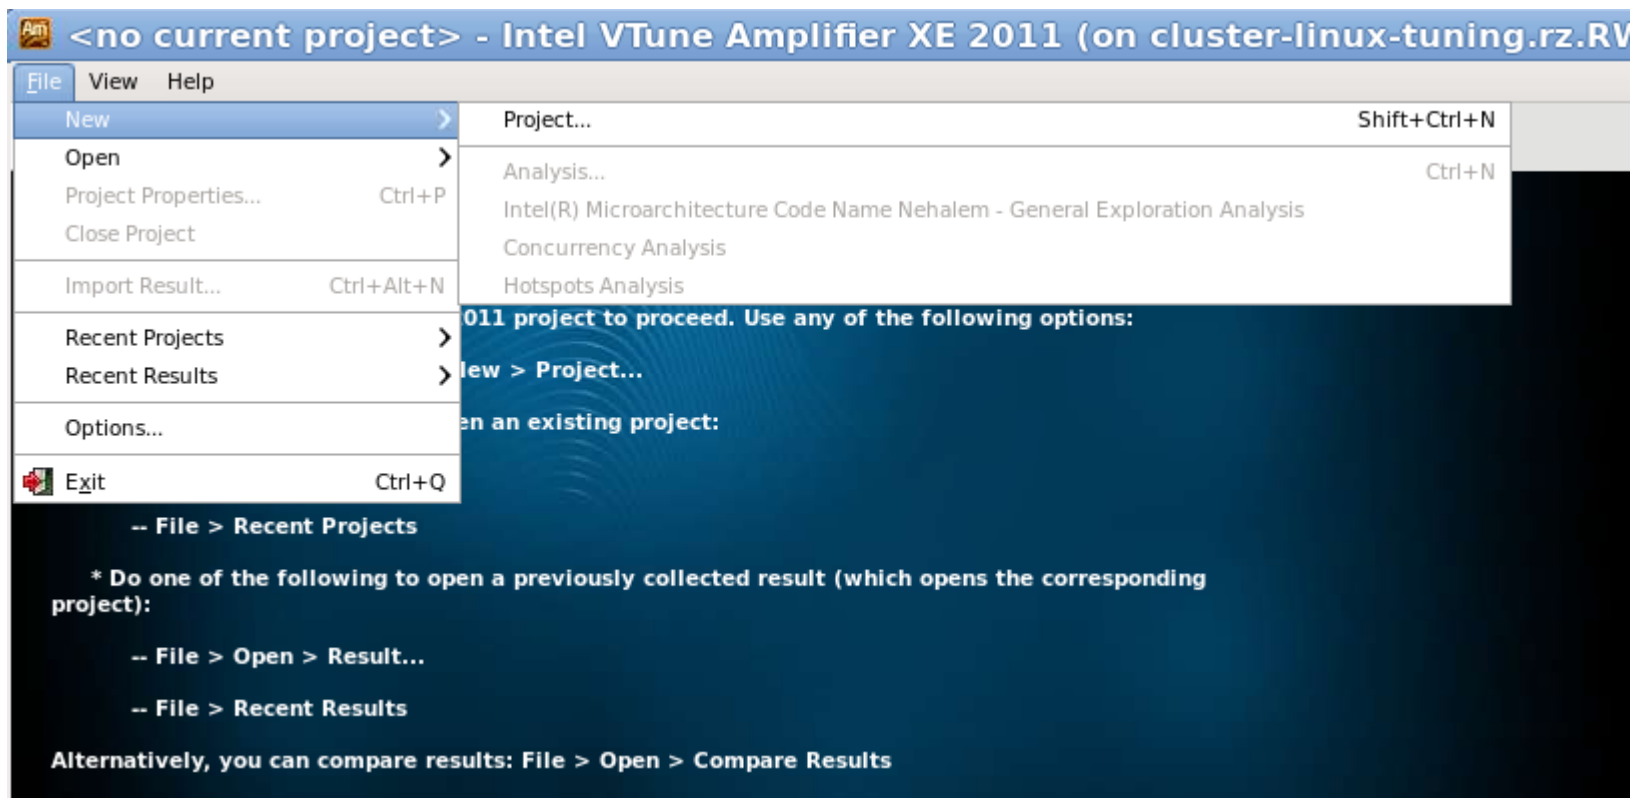 Am <no current project> - Intel VTune Amplifier XE 2011 (on cluster-linux-tuning.rz.RW
File View Help
New Project... Shift+Ctrl+N
Open
Analysis... Ctrl+N
Project Properties... Ctrl+P
Intel(R) Microarchitecture Code Name Nehalem - General Exploration Analysis
Close Project
Concurrency Analysis
Import Result... Ctrl+Alt+N
Hotspots Analysis
011 project to proceed. Use any of the following options:
Recent Projects
ew > Project...
Recent Results
en an existing project:
Options...
Exit Ctrl+Q
-- File > Recent Projects
* Do one of the following to open a previously collected result (which opens the corresponding
project):
-- File > Open > Result...
-- File > Recent Results
Alternatively, you can compare results: File > Open > Compare Results